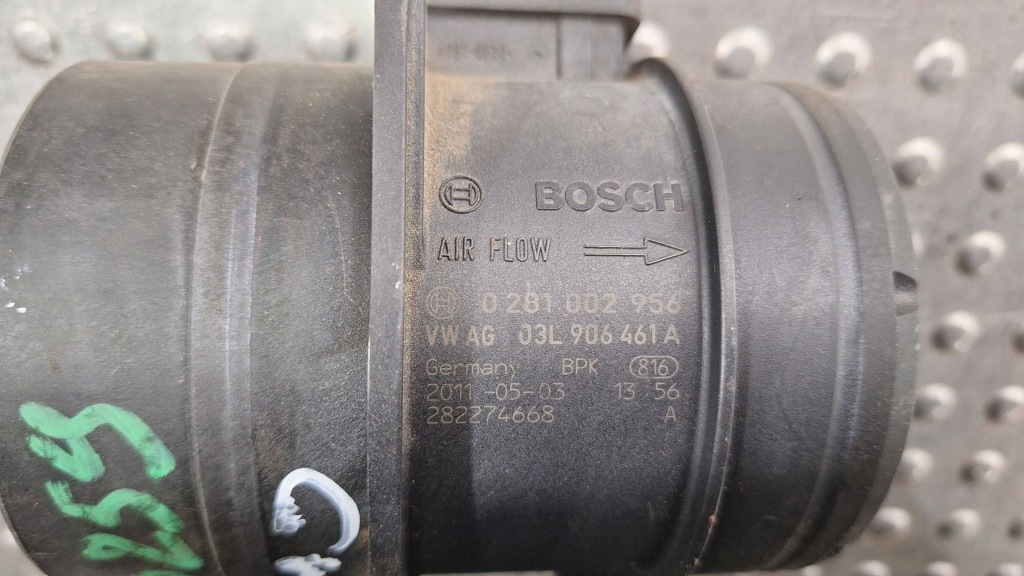 BOSCH
AIR FLOW
0 281 002 956
VW AG 03L 906 461 A
Germany BPK 816
2011-05-03 13 56
282274668 A